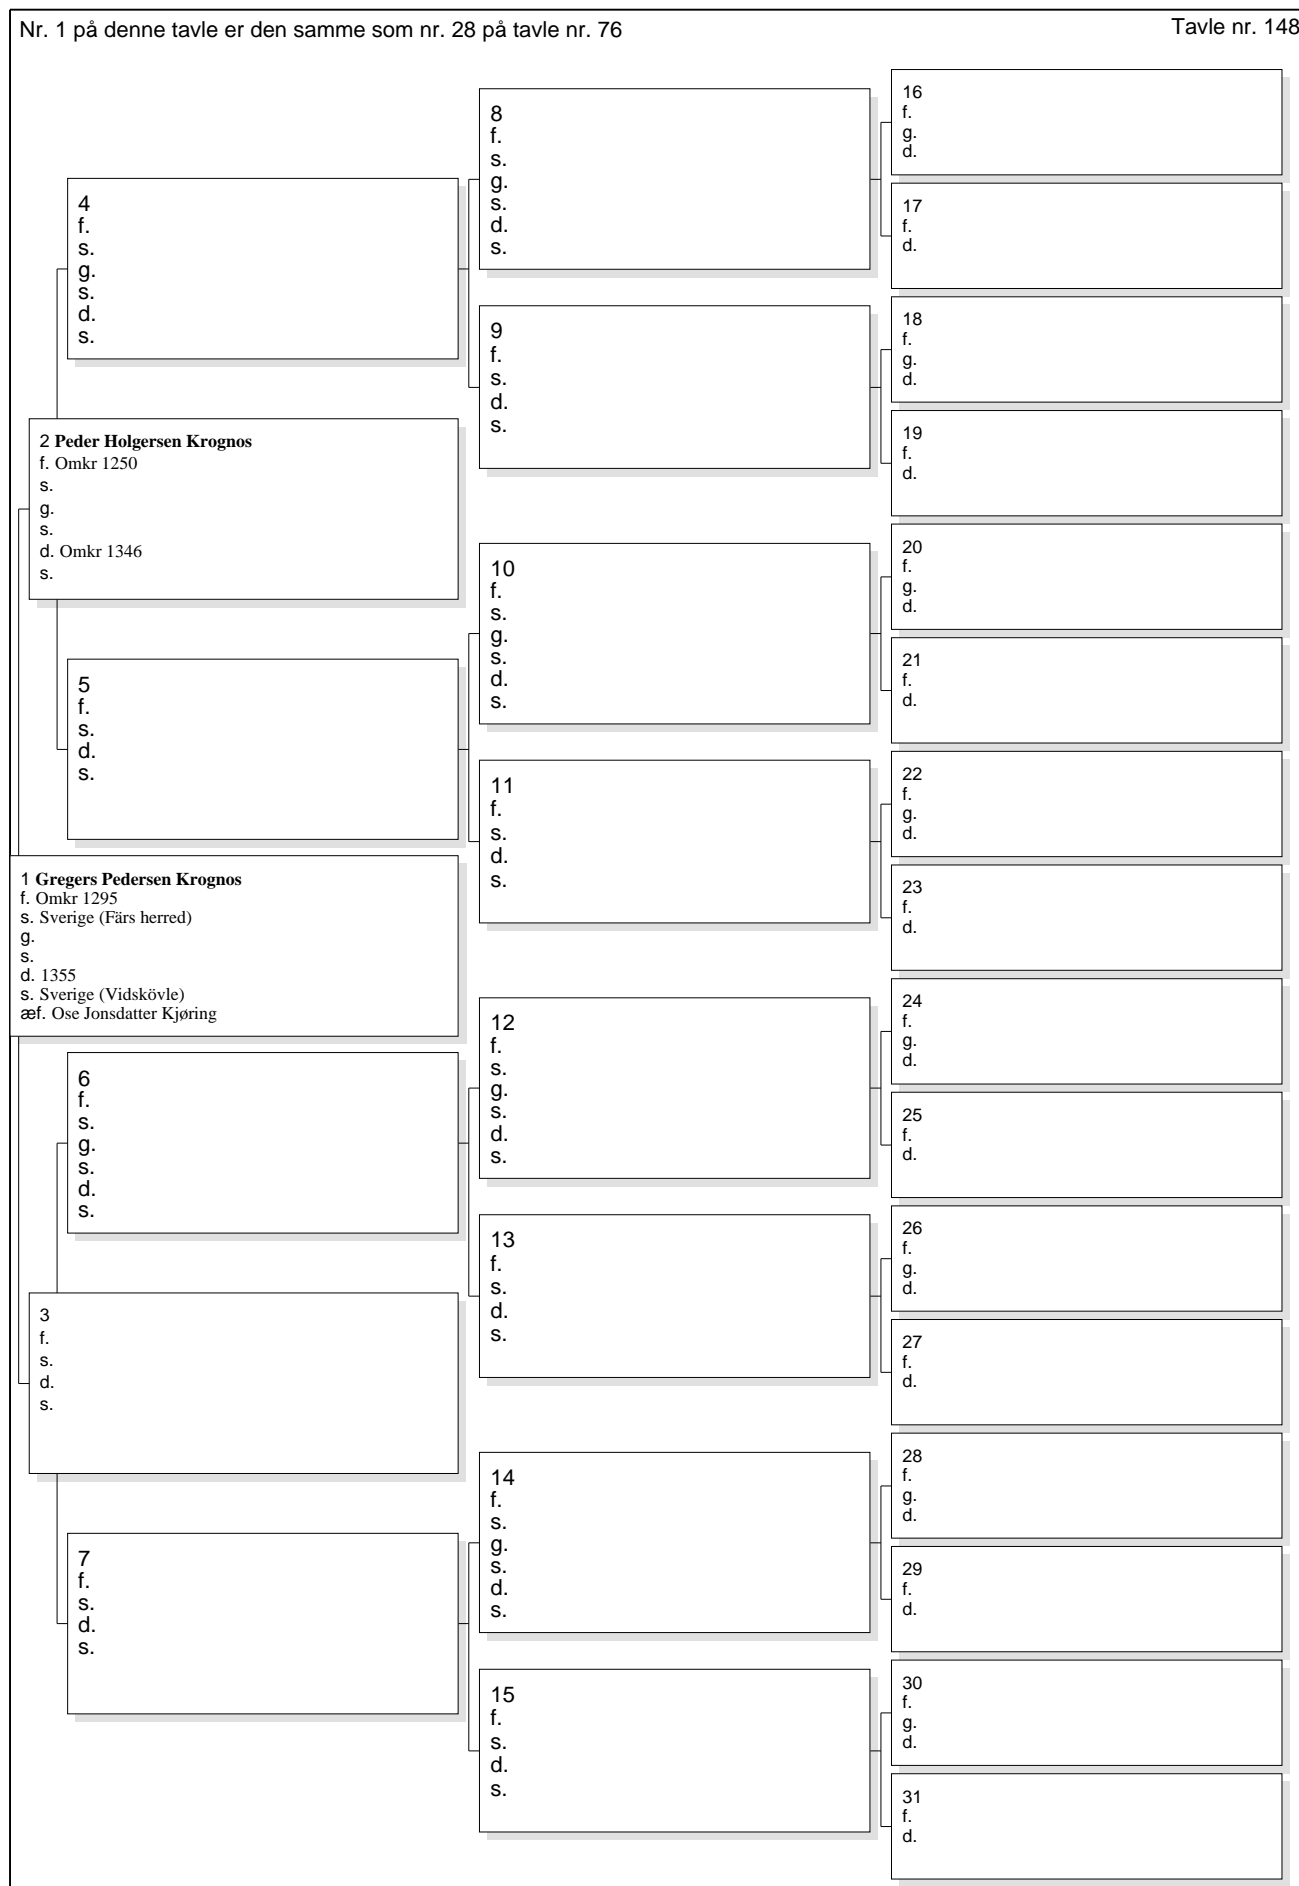 Nr. 1 på denne tavle er den samme som nr. 28 på tavle nr. 76
Tavle nr. 148
16
f.
g.
d.
8
f.
s.
g.
s.
d.
s.
17
f.
d.
4
f.
s.
g.
s.
d.
s.
18
f.
g.
d.
9
f.
s.
d.
s.
19
f.
d.
2 Peder Holgersen Krognos
f. Omkr 1250
s.
g.
s.
d. Omkr 1346
s.
20
f.
g.
d.
10
f.
s.
g.
s.
d.
s.
21
f.
d.
5
f.
s.
d.
s.
22
f.
g.
d.
11
f.
s.
d.
s.
23
f.
d.
1 Gregers Pedersen Krognos
f. Omkr 1295
s. Sverige (Färs herred)
g.
s.
d. 1355
s. Sverige (Vidskövle)
æf. Ose Jonsdatter Kjøring
24
f.
g.
d.
12
f.
s.
g.
s.
d.
s.
25
f.
d.
6
f.
s.
g.
s.
d.
s.
26
f.
g.
d.
13
f.
s.
d.
s.
27
f.
d.
3
f.
s.
d.
s.
28
f.
g.
d.
14
f.
s.
g.
s.
d.
s.
29
f.
d.
7
f.
s.
d.
s.
30
f.
g.
d.
15
f.
s.
d.
s.
31
f.
d.